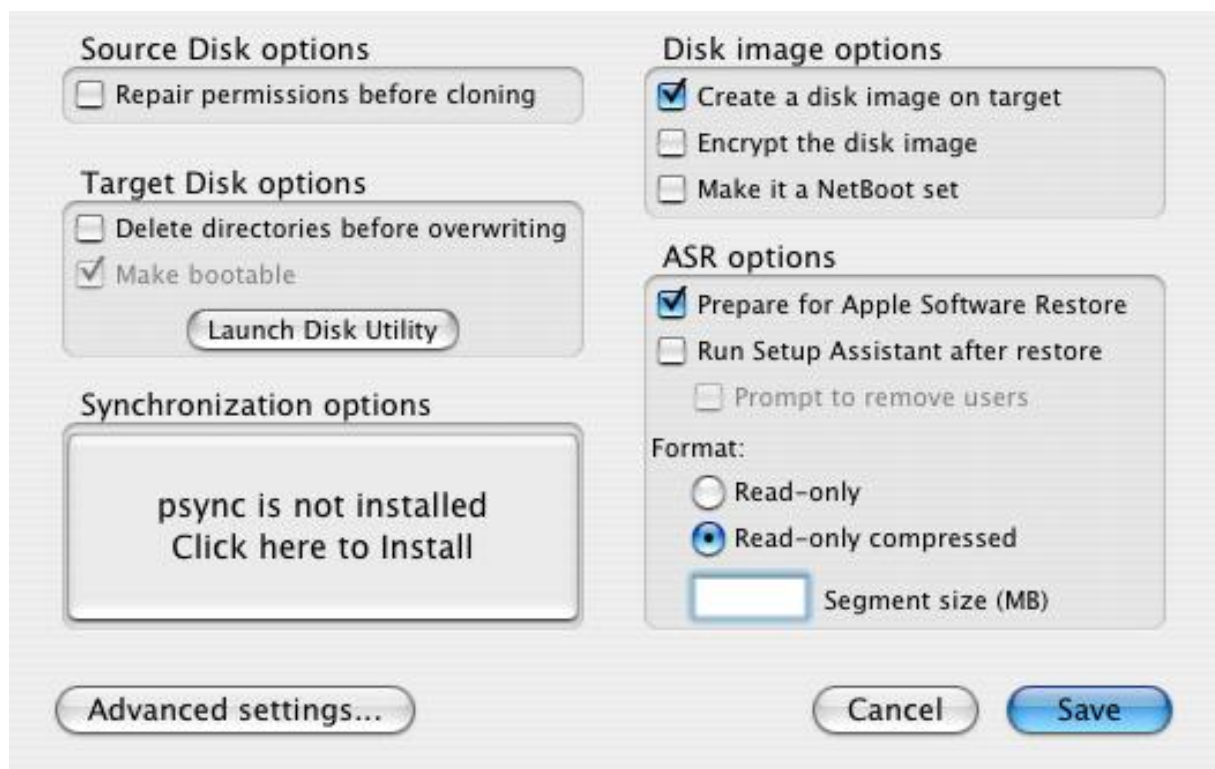 Source Disk options
Repair permissions before cloning
Target Disk options
Delete directories before overwriting
Make bootable
Launch Disk Utility
Synchronization options
psync is not installed
Click here to Install
Disk image options
Create a disk image on target
Encrypt the disk image
Make it a NetBoot set
ASR options
Prepare for Apple Software Restore
Run Setup Assistant after restore
Prompt to remove users
Format:
Read-only
Read-only compressed
Segment size (MB)
Advanced settings...
Cancel
Save